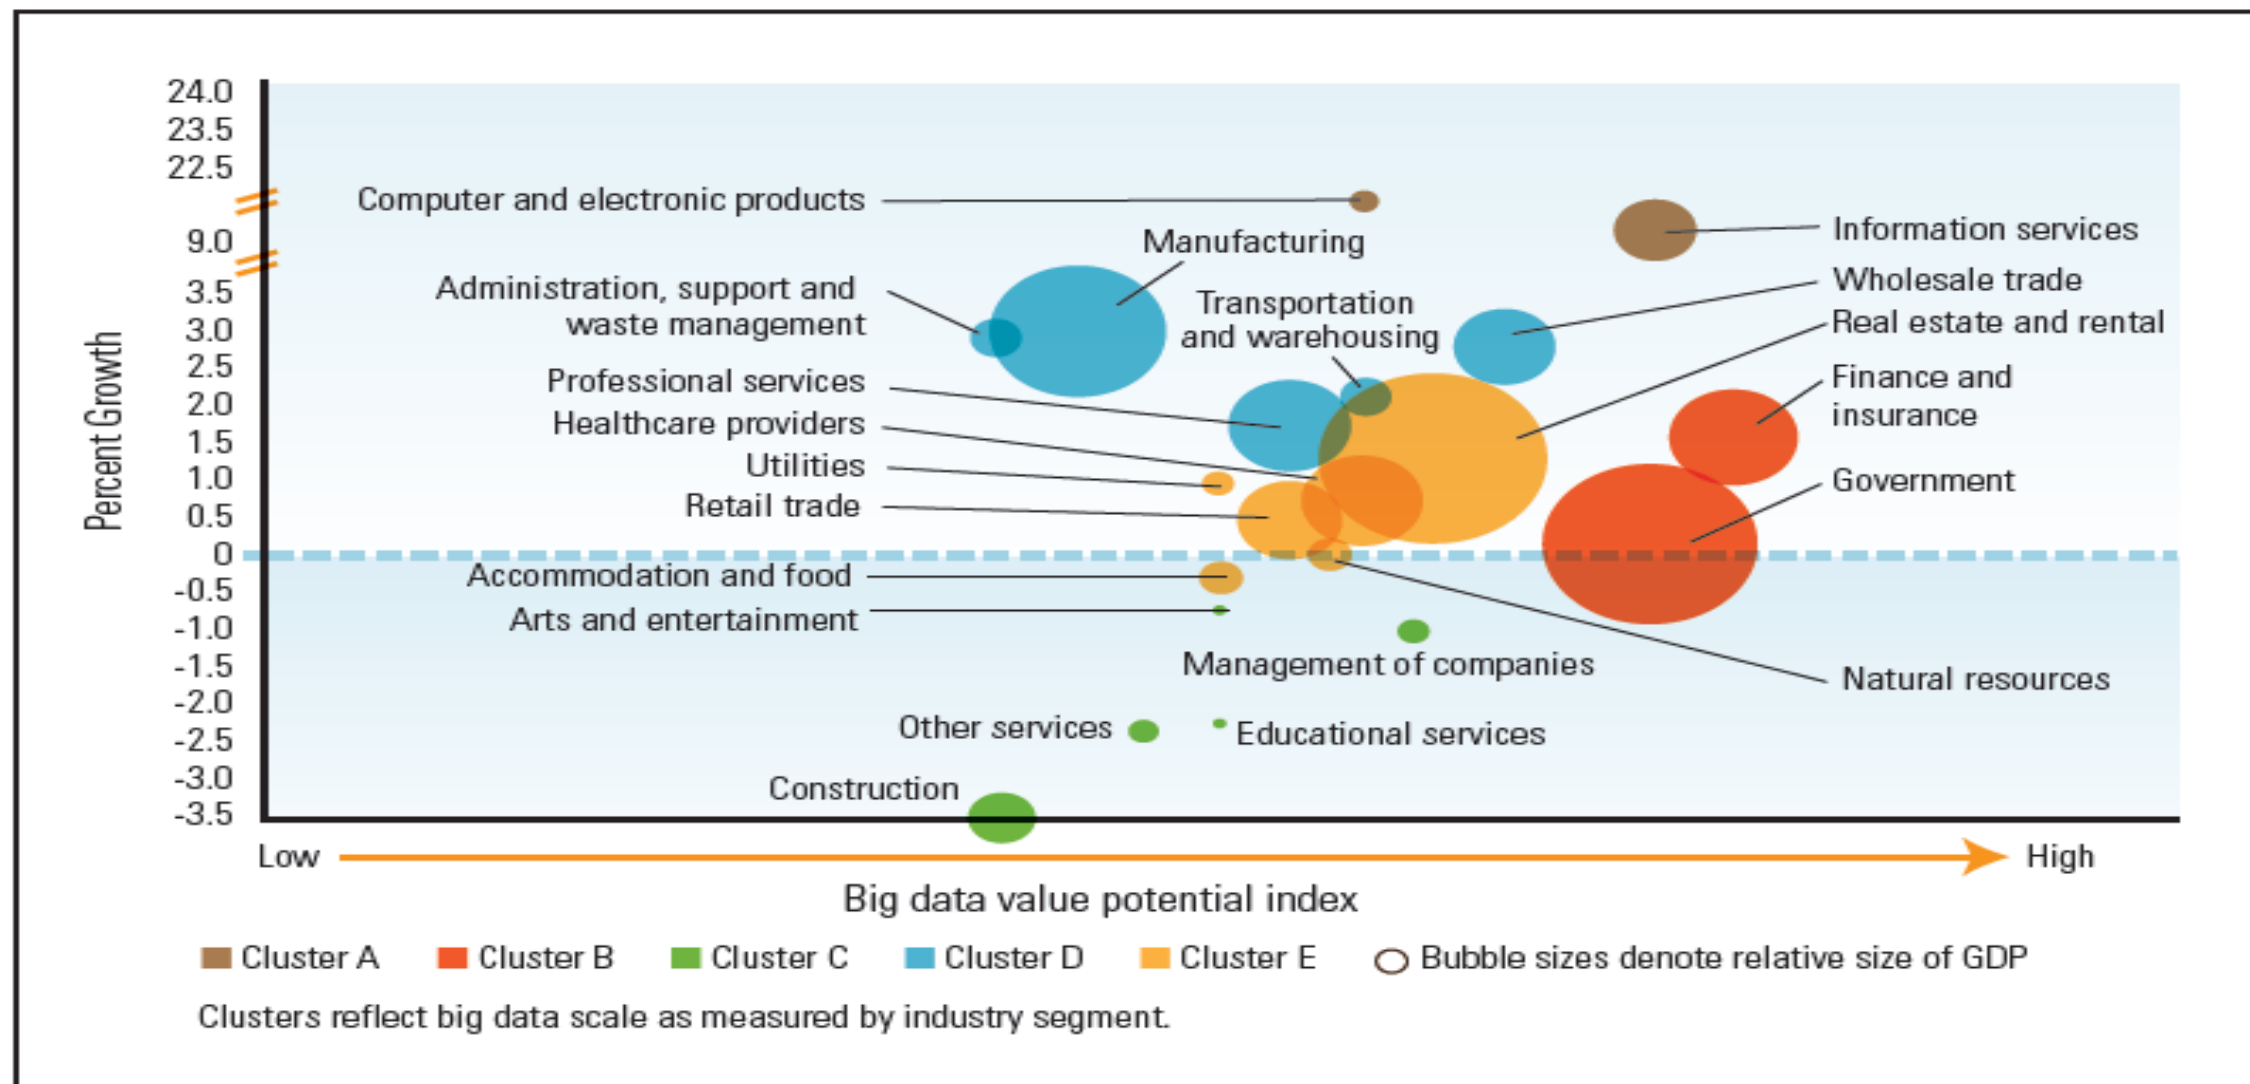 24.0
23.5
22.5
9.0
3.5
3.0
2.5
2.0
1.5
1.0
0.5
0
-0.5
-1.0
-1.5
-2.0
-2.5
-3.0
-3.5
Percent Growth
Computer and electronic products
Manufacturing
Administration, support and
waste management
Transportation
and warehousing
Professional services
Healthcare providers
Utilities
Retail trade
Accommodation and food
Arts and entertainment
Information services
Wholesale trade
Real estate and rental
Finance and
insurance
Government
Management of companies
Natural resources
Other services
Educational services
Construction
Low
High
Big data value potential index
Cluster A
Cluster B
Cluster C
Cluster D
Cluster E
Bubble sizes denote relative size of GDP
Clusters reflect big data scale as measured by industry segment.